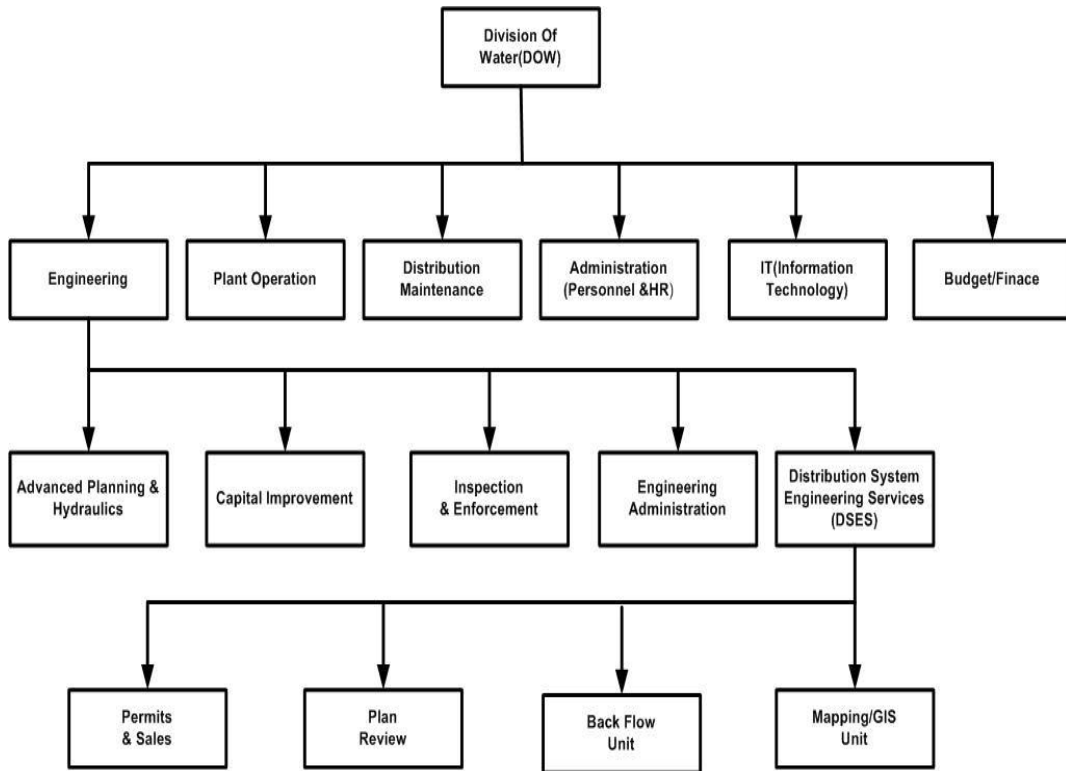 Division Of
Water(DOW)
Engineering
Plant Operation
Distribution
Maintenance
Administration
(Personnel &HR)
IT(Information
Technology)
Budget/Finace
Advanced Planning &
Hydraulics
Capital Improvement
Inspection
& Enforcement
Engineering
Administration
Distribution System
Engineering Services
(DSES)
Permits
& Sales
Plan
Review
Back Flow
Unit
Mapping/GIS
Unit